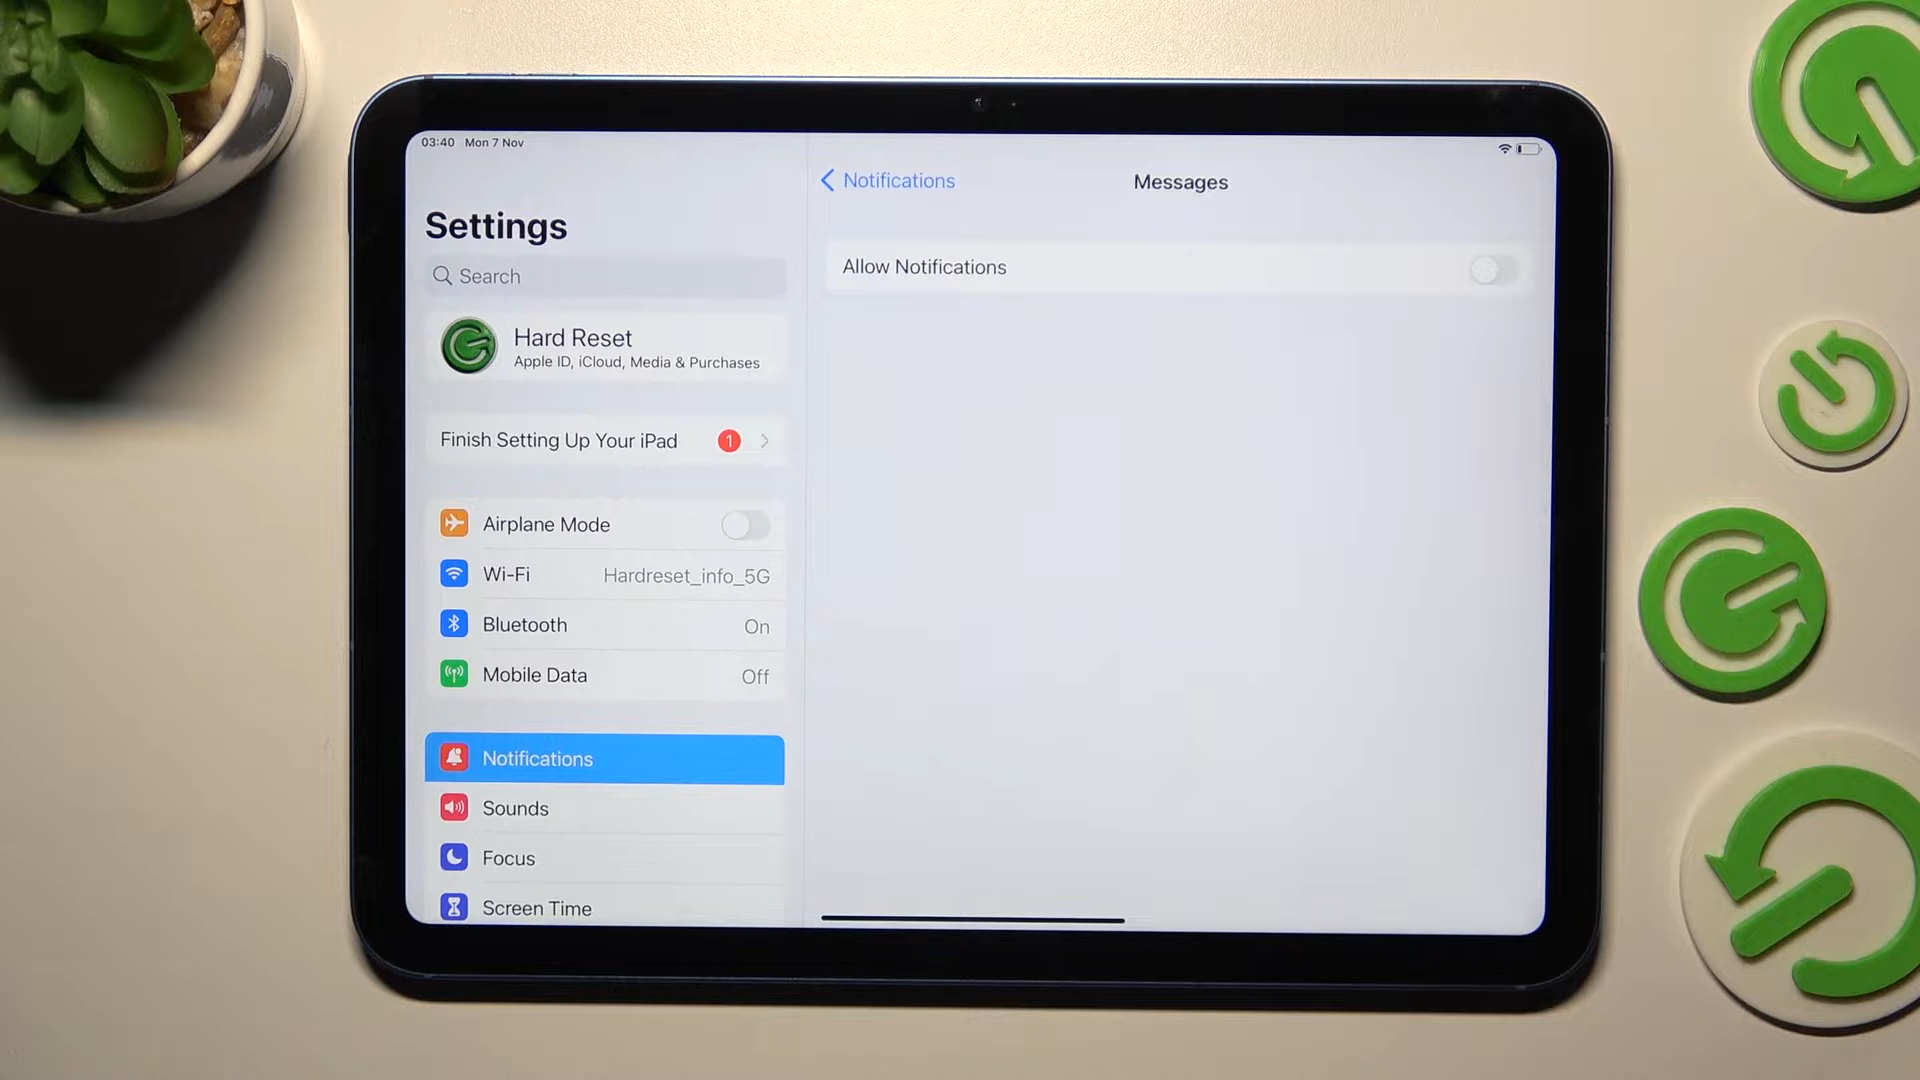 03:40 Mon 7 Nov
Settings
Search
Hard Reset
Apple ID, iCloud, Media & Purchases
Finish Setting Up Your iPad 1
Airplane Mode
Wi-Fi Hardreset_info_5G
Bluetooth On
Mobile Data Off
Notifications
Sounds
Focus
Screen Time
Notifications Messages
Allow Notifications